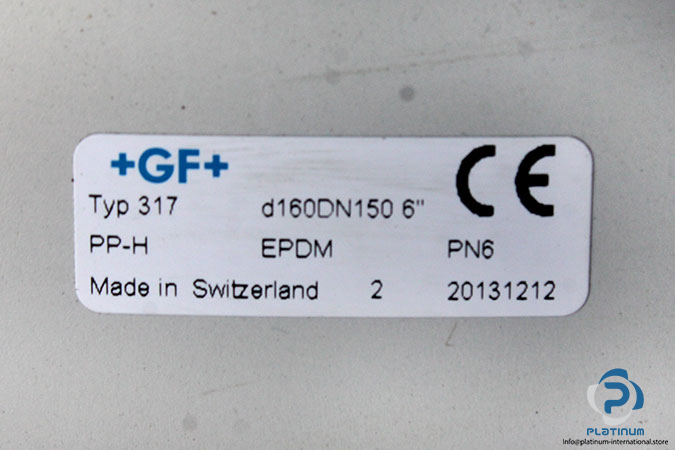 +GF+
CE
Typ 317 d160DN150 6"
PP-H EPDM PN6
Made in Switzerland 2 20131212
PLATINUM
info@platinum-international.store